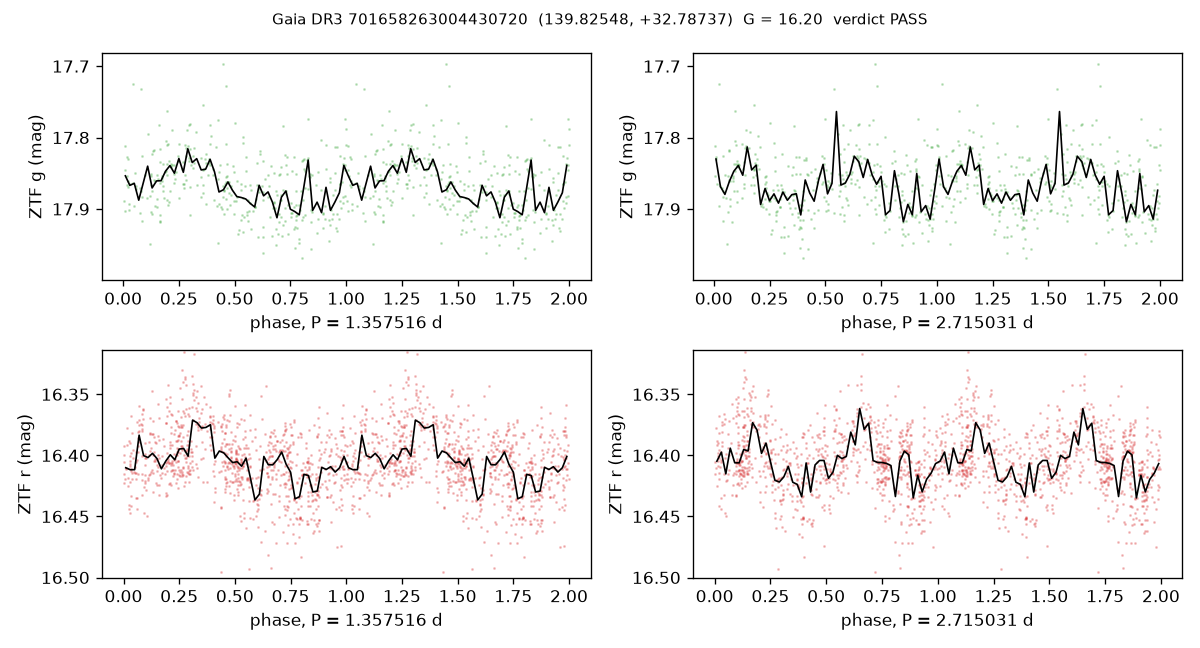 Gaia DR3 701658263004430720  (139.82548, +32.78737)  G = 16.20  verdict PASS
ZTF g (mag)
17.7
17.8
17.9
0.00 0.25 0.50 0.75 1.00 1.25 1.50 1.75 2.00
phase, P = 1.357516 d
ZTF g (mag)
17.7
17.8
17.9
0.00 0.25 0.50 0.75 1.00 1.25 1.50 1.75 2.00
phase, P = 2.715031 d
ZTF r (mag)
16.35
16.40
16.45
16.50
0.00 0.25 0.50 0.75 1.00 1.25 1.50 1.75 2.00
phase, P = 1.357516 d
ZTF r (mag)
16.35
16.40
16.45
16.50
0.00 0.25 0.50 0.75 1.00 1.25 1.50 1.75 2.00
phase, P = 2.715031 d